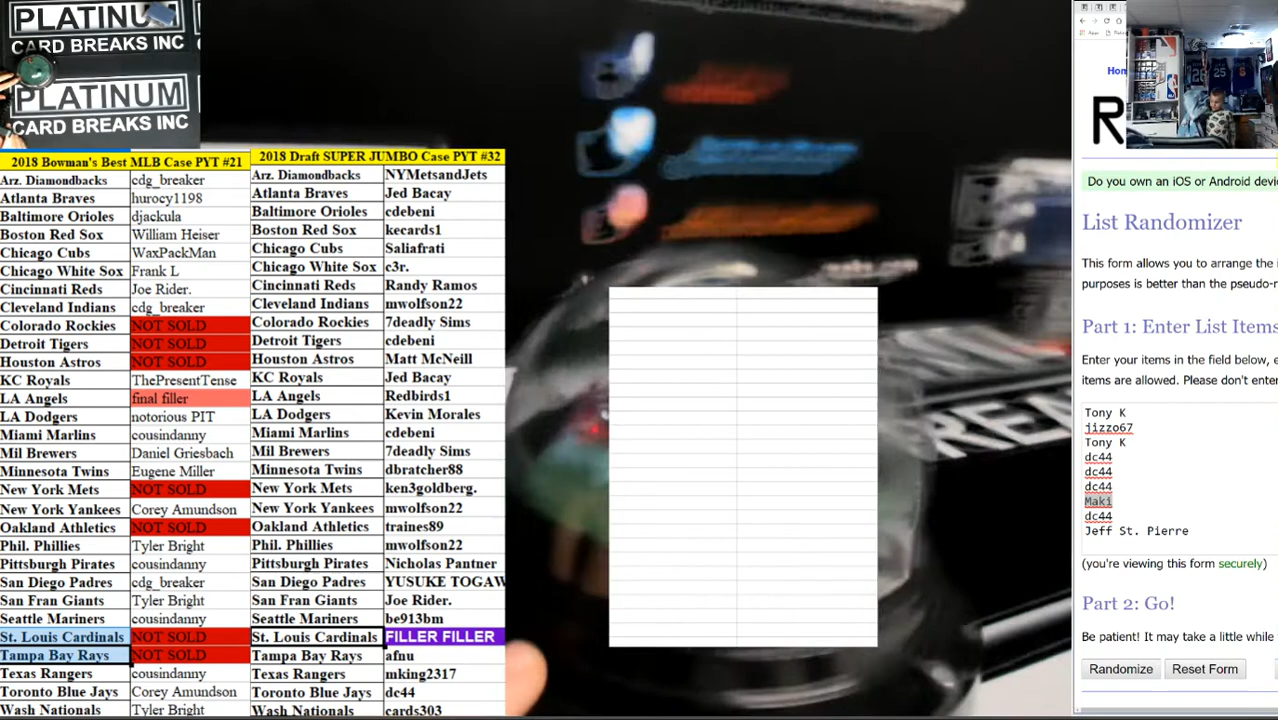 PLATINUM
CARD BREAKS INC
PLATINUM
CARD BREAKS INC
2018 Bowman's Best MLB Case PYT #21
Arz. Diamondbacks cdg_breaker
Atlanta Braves hurocy1198
Baltimore Orioles djackula
Boston Red Sox William Heiser
Chicago Cubs WaxPackMan
Chicago White Sox Frank L
Cincinnati Reds Joe Rider.
Cleveland Indians cdg_breaker
Colorado Rockies NOT SOLD
Detroit Tigers NOT SOLD
Houston Astros NOT SOLD
KC Royals ThePresentTense
LA Angels final filler
LA Dodgers notorious PIT
Miami Marlins cousindanny
Mil Brewers Daniel Griesbach
Minnesota Twins Eugene Miller
New York Mets NOT SOLD
New York Yankees Corey Amundson
Oakland Athletics NOT SOLD
Phil. Phillies Tyler Bright
Pittsburgh Pirates cousindanny
San Diego Padres cdg_breaker
San Fran Giants Tyler Bright
Seattle Mariners cousindanny
St. Louis Cardinals NOT SOLD
Tampa Bay Rays NOT SOLD
Texas Rangers cousindanny
Toronto Blue Jays Corey Amundson
Wash Nationals Tyler Bright
2018 Draft SUPER JUMBO Case PYT #32
Arz. Diamondbacks NYMetsandJets
Atlanta Braves Jed Bacay
Baltimore Orioles cdebeni
Boston Red Sox kecards1
Chicago Cubs Saliafrati
Chicago White Sox c3r.
Cincinnati Reds Randy Ramos
Cleveland Indians mwolfson22
Colorado Rockies 7deadly Sims
Detroit Tigers cdebeni
Houston Astros Matt McNeill
KC Royals Jed Bacay
LA Angels Redbirds1
LA Dodgers Kevin Morales
Miami Marlins cdebeni
Mil Brewers 7deadly Sims
Minnesota Twins dbratcher88
New York Mets ken3goldberg.
New York Yankees mwolfson22
Oakland Athletics traines89
Phil. Phillies mwolfson22
Pittsburgh Pirates Nicholas Pantner
San Diego Padres YUSUKE TOGAW
San Fran Giants Joe Rider.
Seattle Mariners be913bm
St. Louis Cardinals FILLER FILLER
Tampa Bay Rays afnu
Texas Rangers mking2317
Toronto Blue Jays dc44
Wash Nationals cards303
Apps
Hom
R
Do you own an iOS or Android devic
List Randomizer
This form allows you to arrange the i
purposes is better than the pseudo-r
Part 1: Enter List Items
Enter your items in the field below, e
items are allowed. Please don't enter
Tony K
jizzo67
Tony K
dc44
dc44
dc44
Maki
dc44
Jeff St. Pierre
(you're viewing this form securely)
Part 2: Go!
Be patient! It may take a little while
Randomize Reset Form